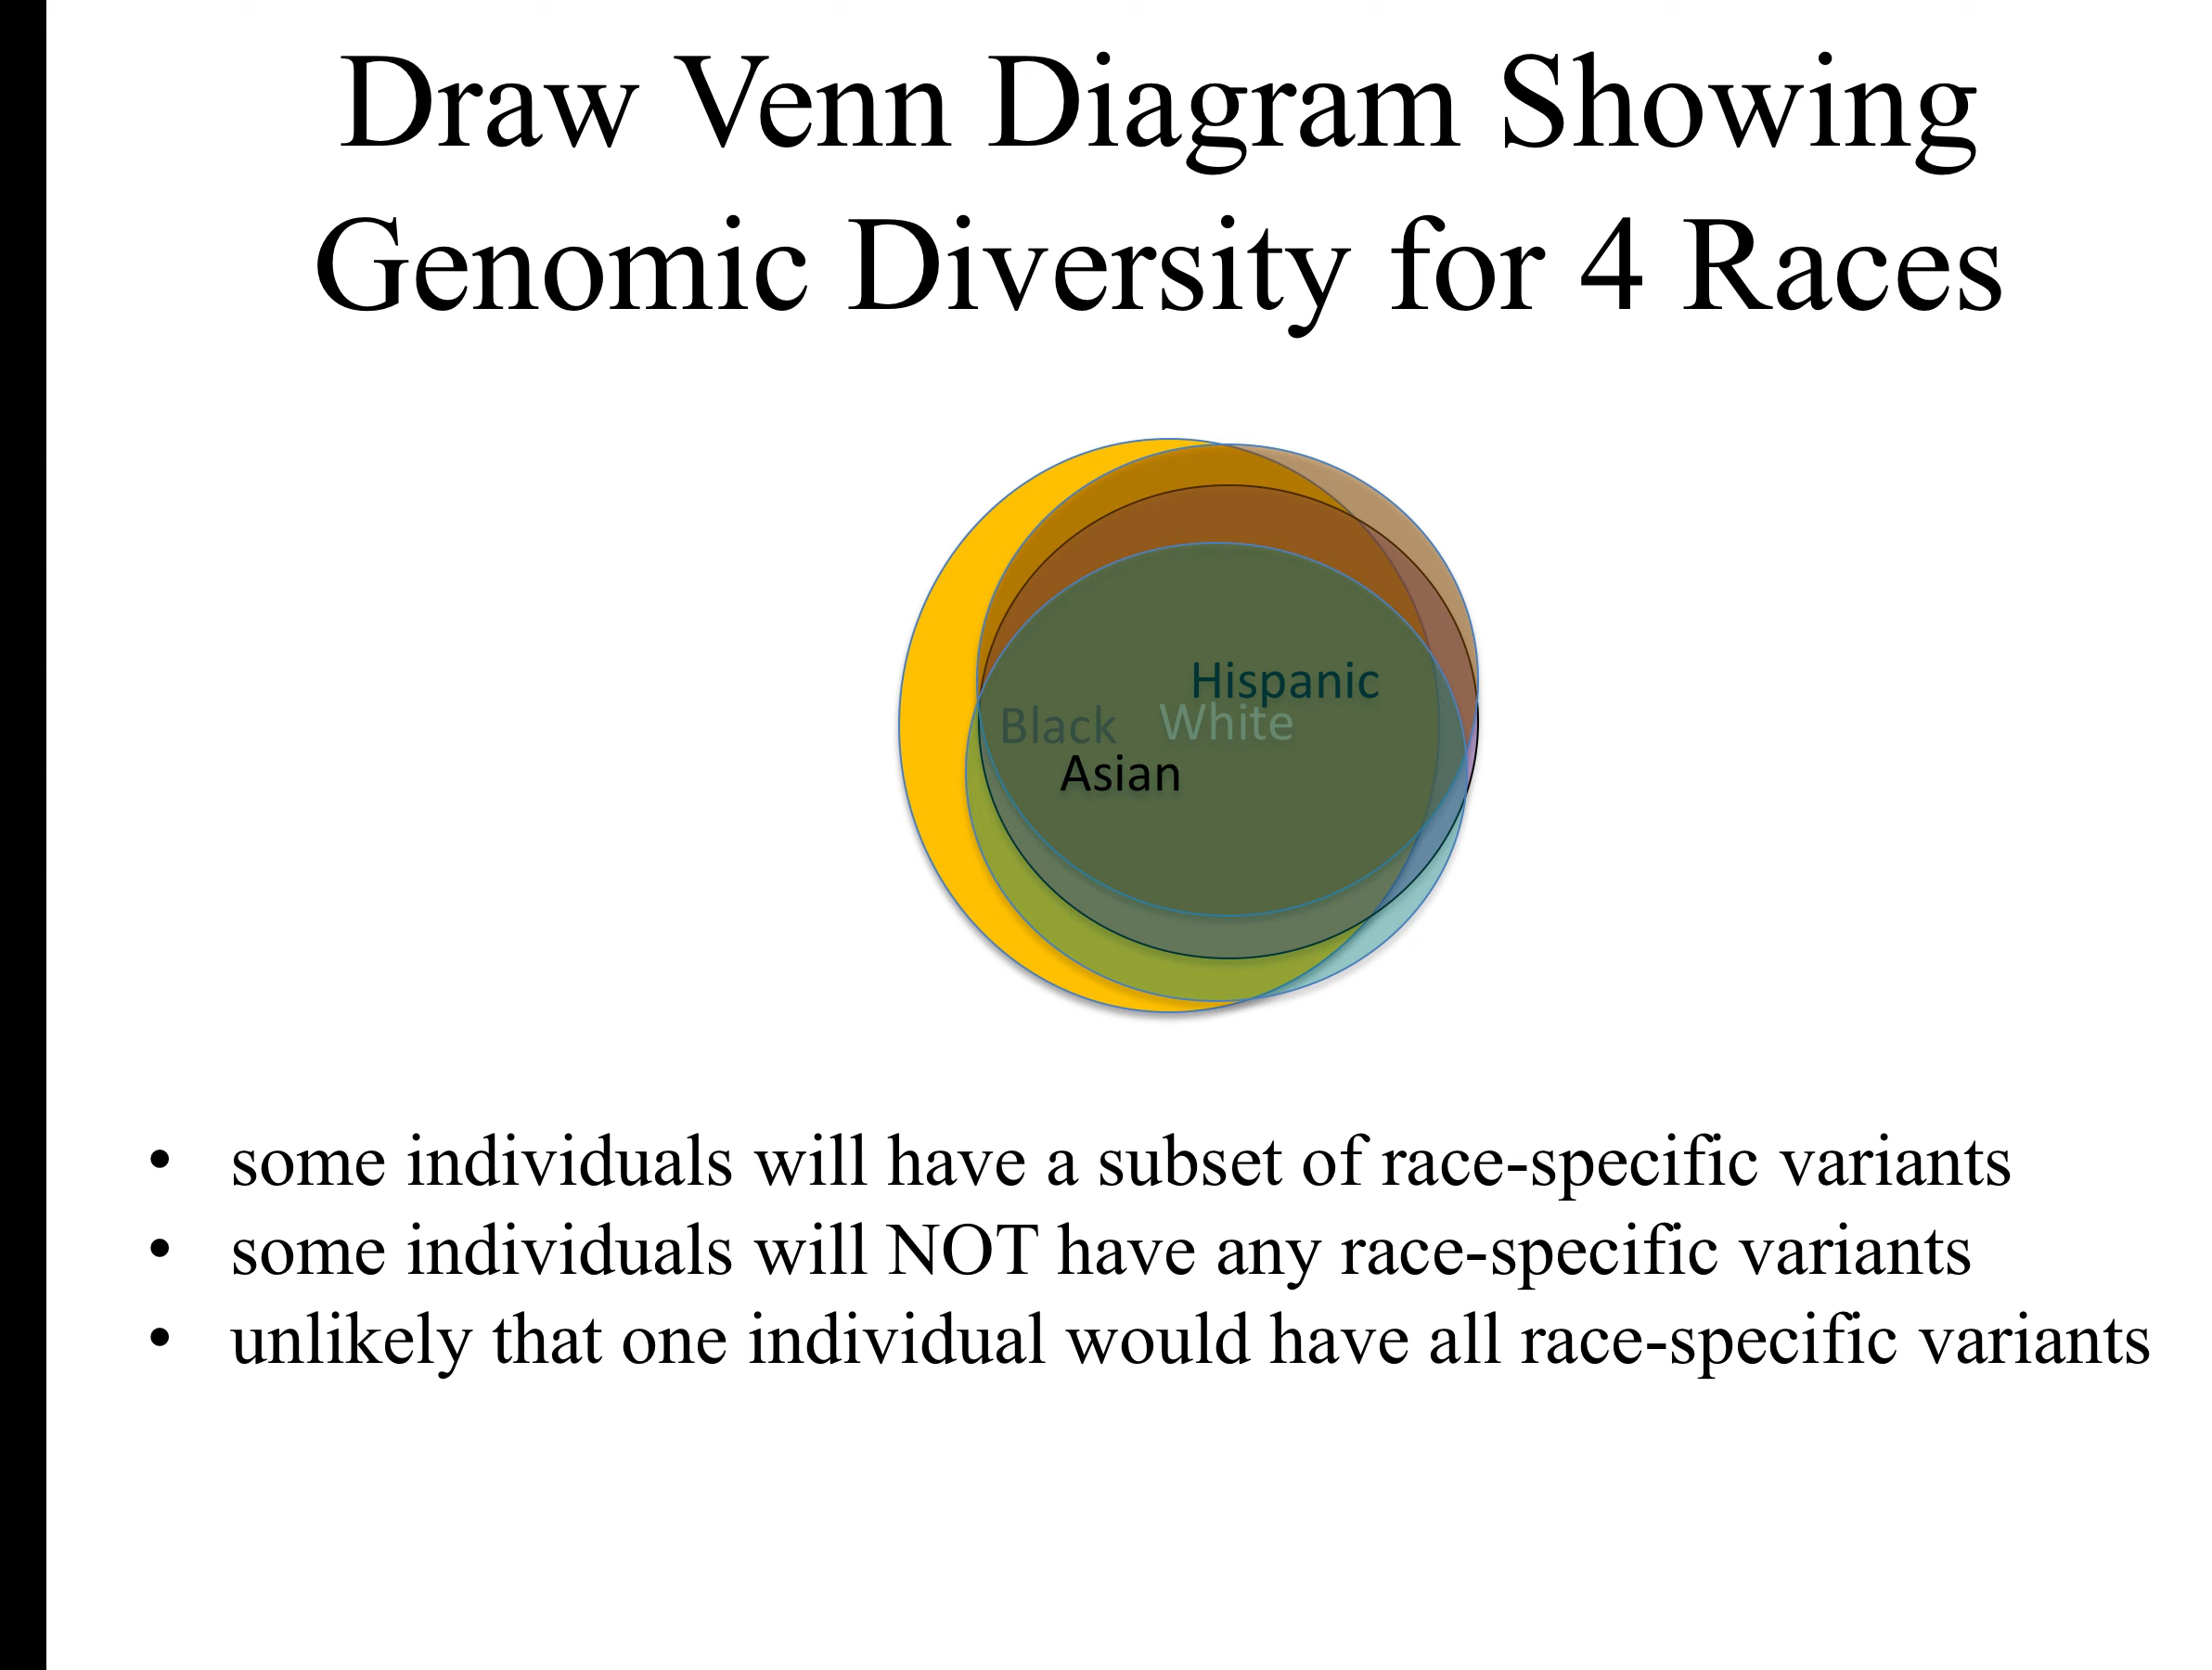 Draw Venn Diagram Showing
Genomic Diversity for 4 Races
Hispanic
Black White
Asian
• some individuals will have a subset of race-specific variants
• some individuals will NOT have any race-specific variants
• unlikely that one individual would have all race-specific variants